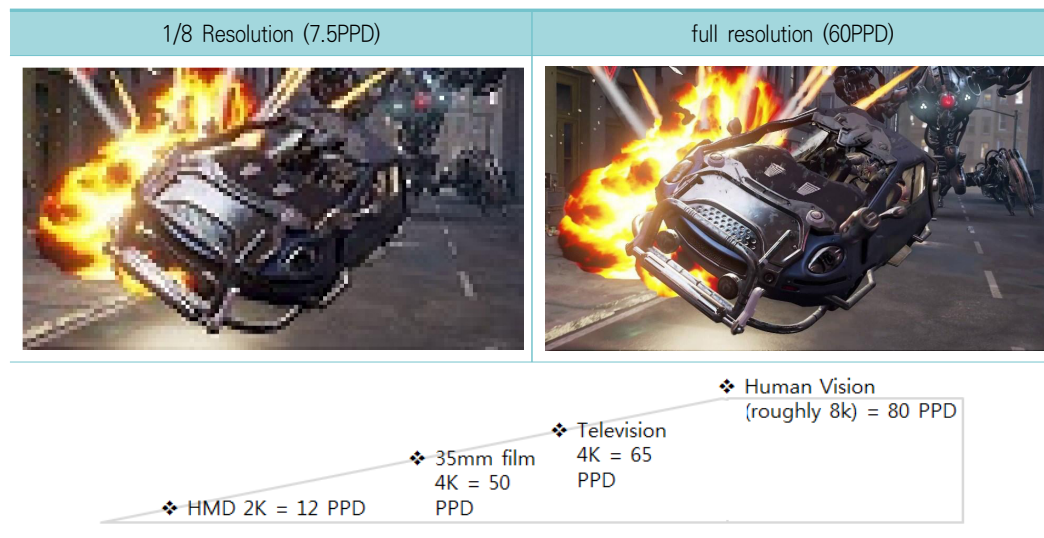 1/8 Resolution (7.5PPD)
full resolution (60PPD)
❖ Human Vision
(roughly 8k) = 80 PPD
❖ Television
4K = 65
PPD
❖ 35mm film
4K = 50
PPD
❖ HMD 2K = 12 PPD